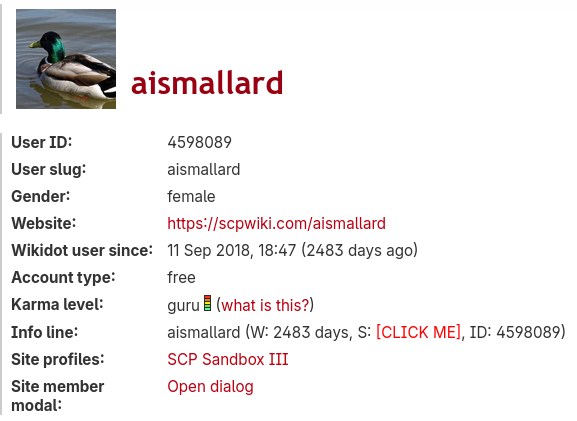 aismallard
User ID: 4598089
User slug: aismallard
Gender: female
Website: https://scpwiki.com/aismallard
Wikidot user since: 11 Sep 2018, 18:47 (2483 days ago)
Account type: free
Karma level: guru (what is this?)
Info line: aismallard (W: 2483 days, S: [CLICK ME], ID: 4598089)
Site profiles: SCP Sandbox III
Site member Open dialog
modal: